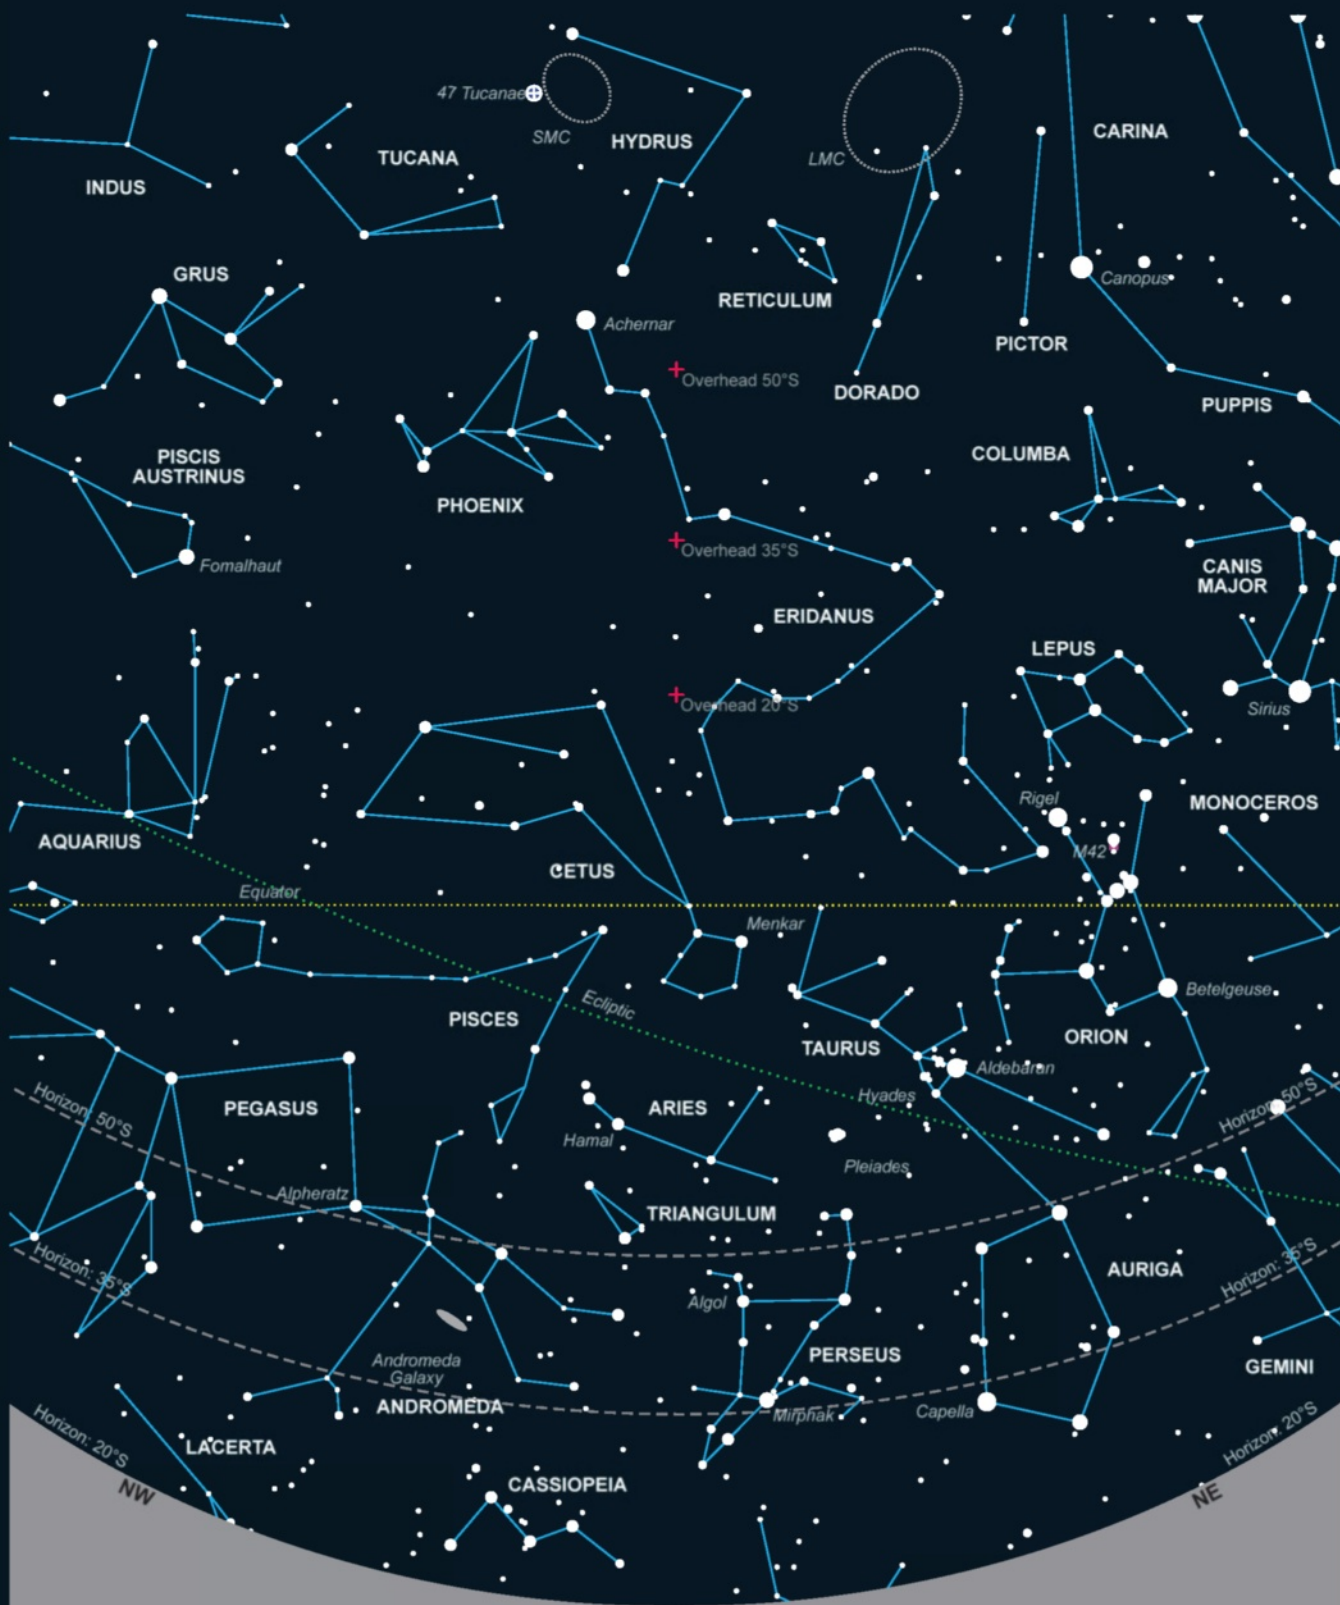 47 Tucanae
SMC
HYDRUS
LMC
CARINA
TUCANA
INDUS
GRUS
Achernar
RETICULUM
Canopus
PICTOR
Overhead 50°S
DORADO
PUPPIS
PISCIS
AUSTRINUS
COLUMBA
PHOENIX
Overhead 35°S
Fomalhaut
CANIS
MAJOR
ERIDANUS
LEPUS
Overhead 20°S
Sirius
Rigel
MONOCEROS
AQUARIUS
M42
CETUS
Equator
Menkar
Betelgeuse
Ecliptic
PISCES
TAURUS
ORION
Aldebaran
Horizon: 50°S
PEGASUS
ARIES
Hyades
Horizon: 50°S
Hamal
Pleiades
Alpheratz
TRIANGULUM
Horizon: 35°S
AURIGA
Horizon: 35°S
Algol
PERSEUS
Andromeda
Galaxy
GEMINI
ANDROMEDA
Mirphak
Capella
Horizon: 20°S
LACERTA
Horizon: 20°S
CASSIOPEIA
NW
NE